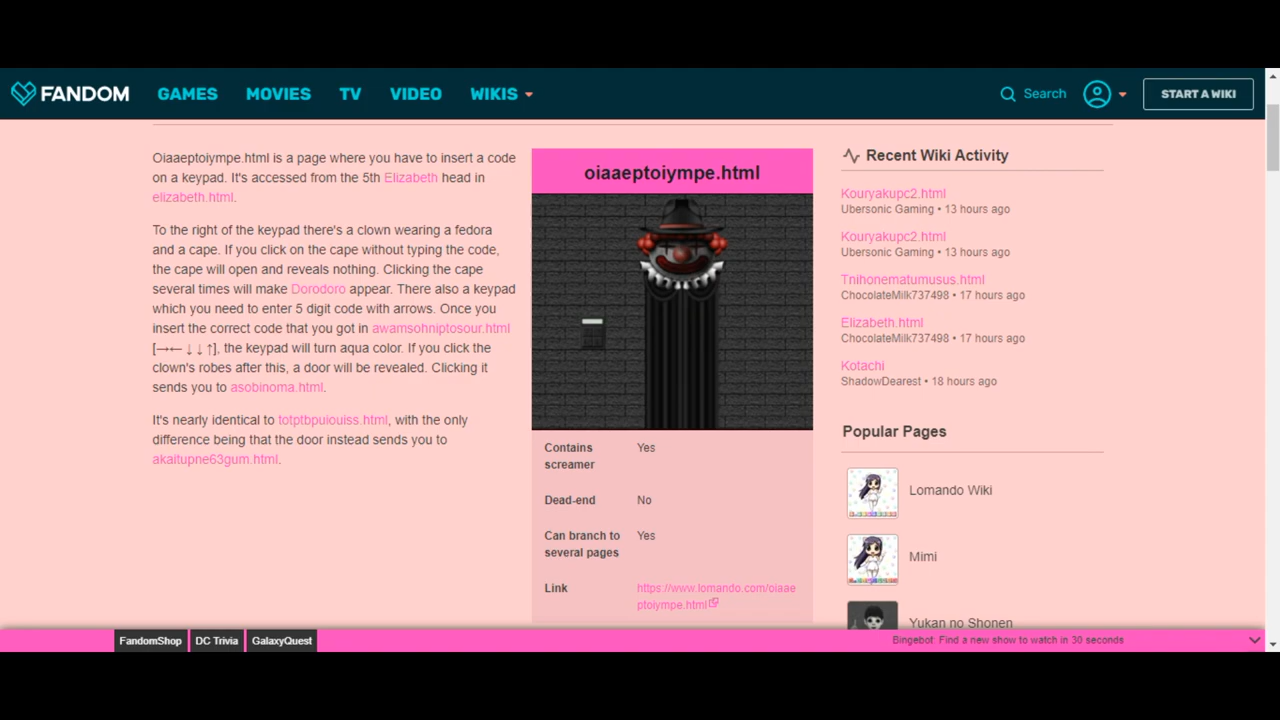 FANDOM GAMES MOVIES TV VIDEO WIKIS Search START A WIKI
Oiaaeptoiympe.html is a page where you have to insert a code
on a keypad. It's accessed from the 5th Elizabeth head in
elizabeth.html.
To the right of the keypad there's a clown wearing a fedora
and a cape. If you click on the cape without typing the code,
the cape will open and reveals nothing. Clicking the cape
several times will make Dorodoro appear. There also a keypad
which you need to enter 5 digit code with arrows. Once you
insert the correct code that you got in awamsohniptosour.html
[→← ↓ ↓ ↑], the keypad will turn aqua color. If you click the
clown's robes after this, a door will be revealed. Clicking it
sends you to asobinoma.html.
It's nearly identical to totptbpuiouiss.html, with the only
difference being that the door instead sends you to
akaitupne63gum.html.
oiaaeptoiympe.html
Contains
screamer
Yes
Dead-end
No
Can branch to
several pages
Yes
Link
https://www.lomando.com/oiaae
ptoiympe.html
Recent Wiki Activity
Kouryakupc2.html
Ubersonic Gaming • 13 hours ago
Kouryakupc2.html
Ubersonic Gaming • 13 hours ago
Tnihonematumusus.html
ChocolateMilk737498 • 17 hours ago
Elizabeth.html
ChocolateMilk737498 • 17 hours ago
Kotachi
ShadowDearest • 18 hours ago
Popular Pages
Lomando Wiki
Mimi
Yukan no Shonen
FandomShop DC Trivia GalaxyQuest
Bingebot: Find a new show to watch in 30 seconds